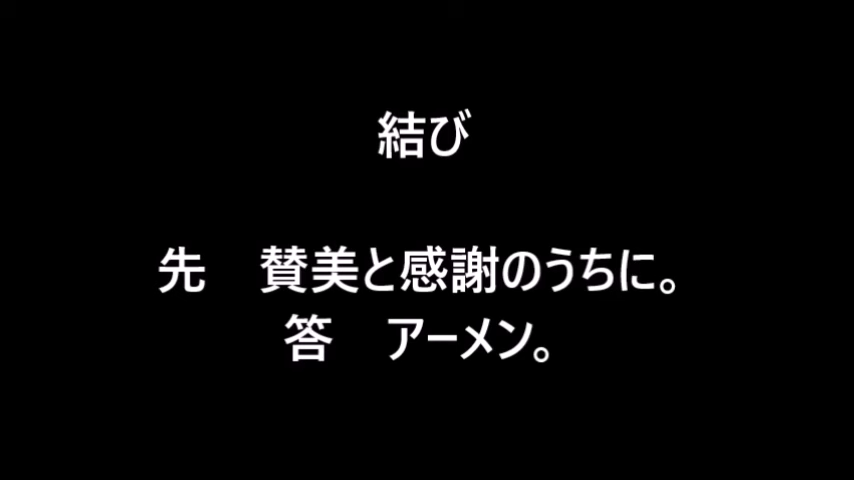 結び
先　賛美と感謝のうちに。
答　アーメン。